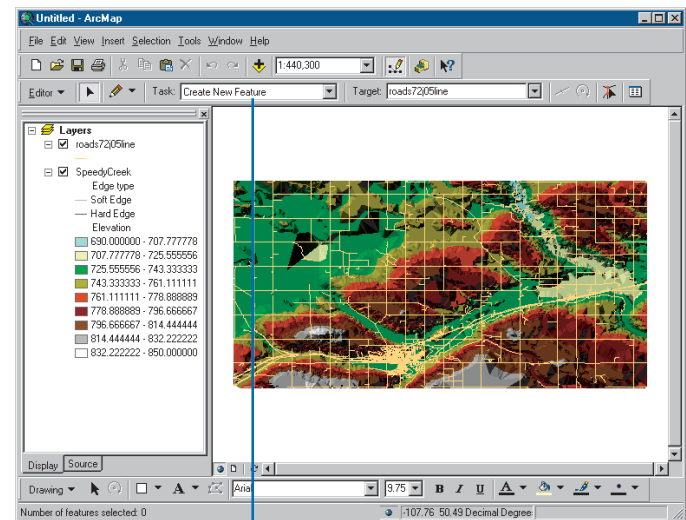 Untitled - ArcMap
File Edit View Insert Selection Tools Window Help
1:440,300
Editor Task: Create New Feature Target: roads72j05line
Layers
roads72j05line
SpeedyCreek
Edge type
Soft Edge
Hard Edge
Elevation
690.000000 - 707.777778
707.777778 - 725.555556
725.555556 - 743.333333
743.333333 - 761.111111
761.111111 - 778.888889
778.888889 - 796.666667
796.666667 - 814.444444
814.444444 - 832.222222
832.222222 - 850.000000
Display Source
Drawing A Arial 9.75 B I U A
Number of features selected: 0 -107.76 50.49 Decimal Degree